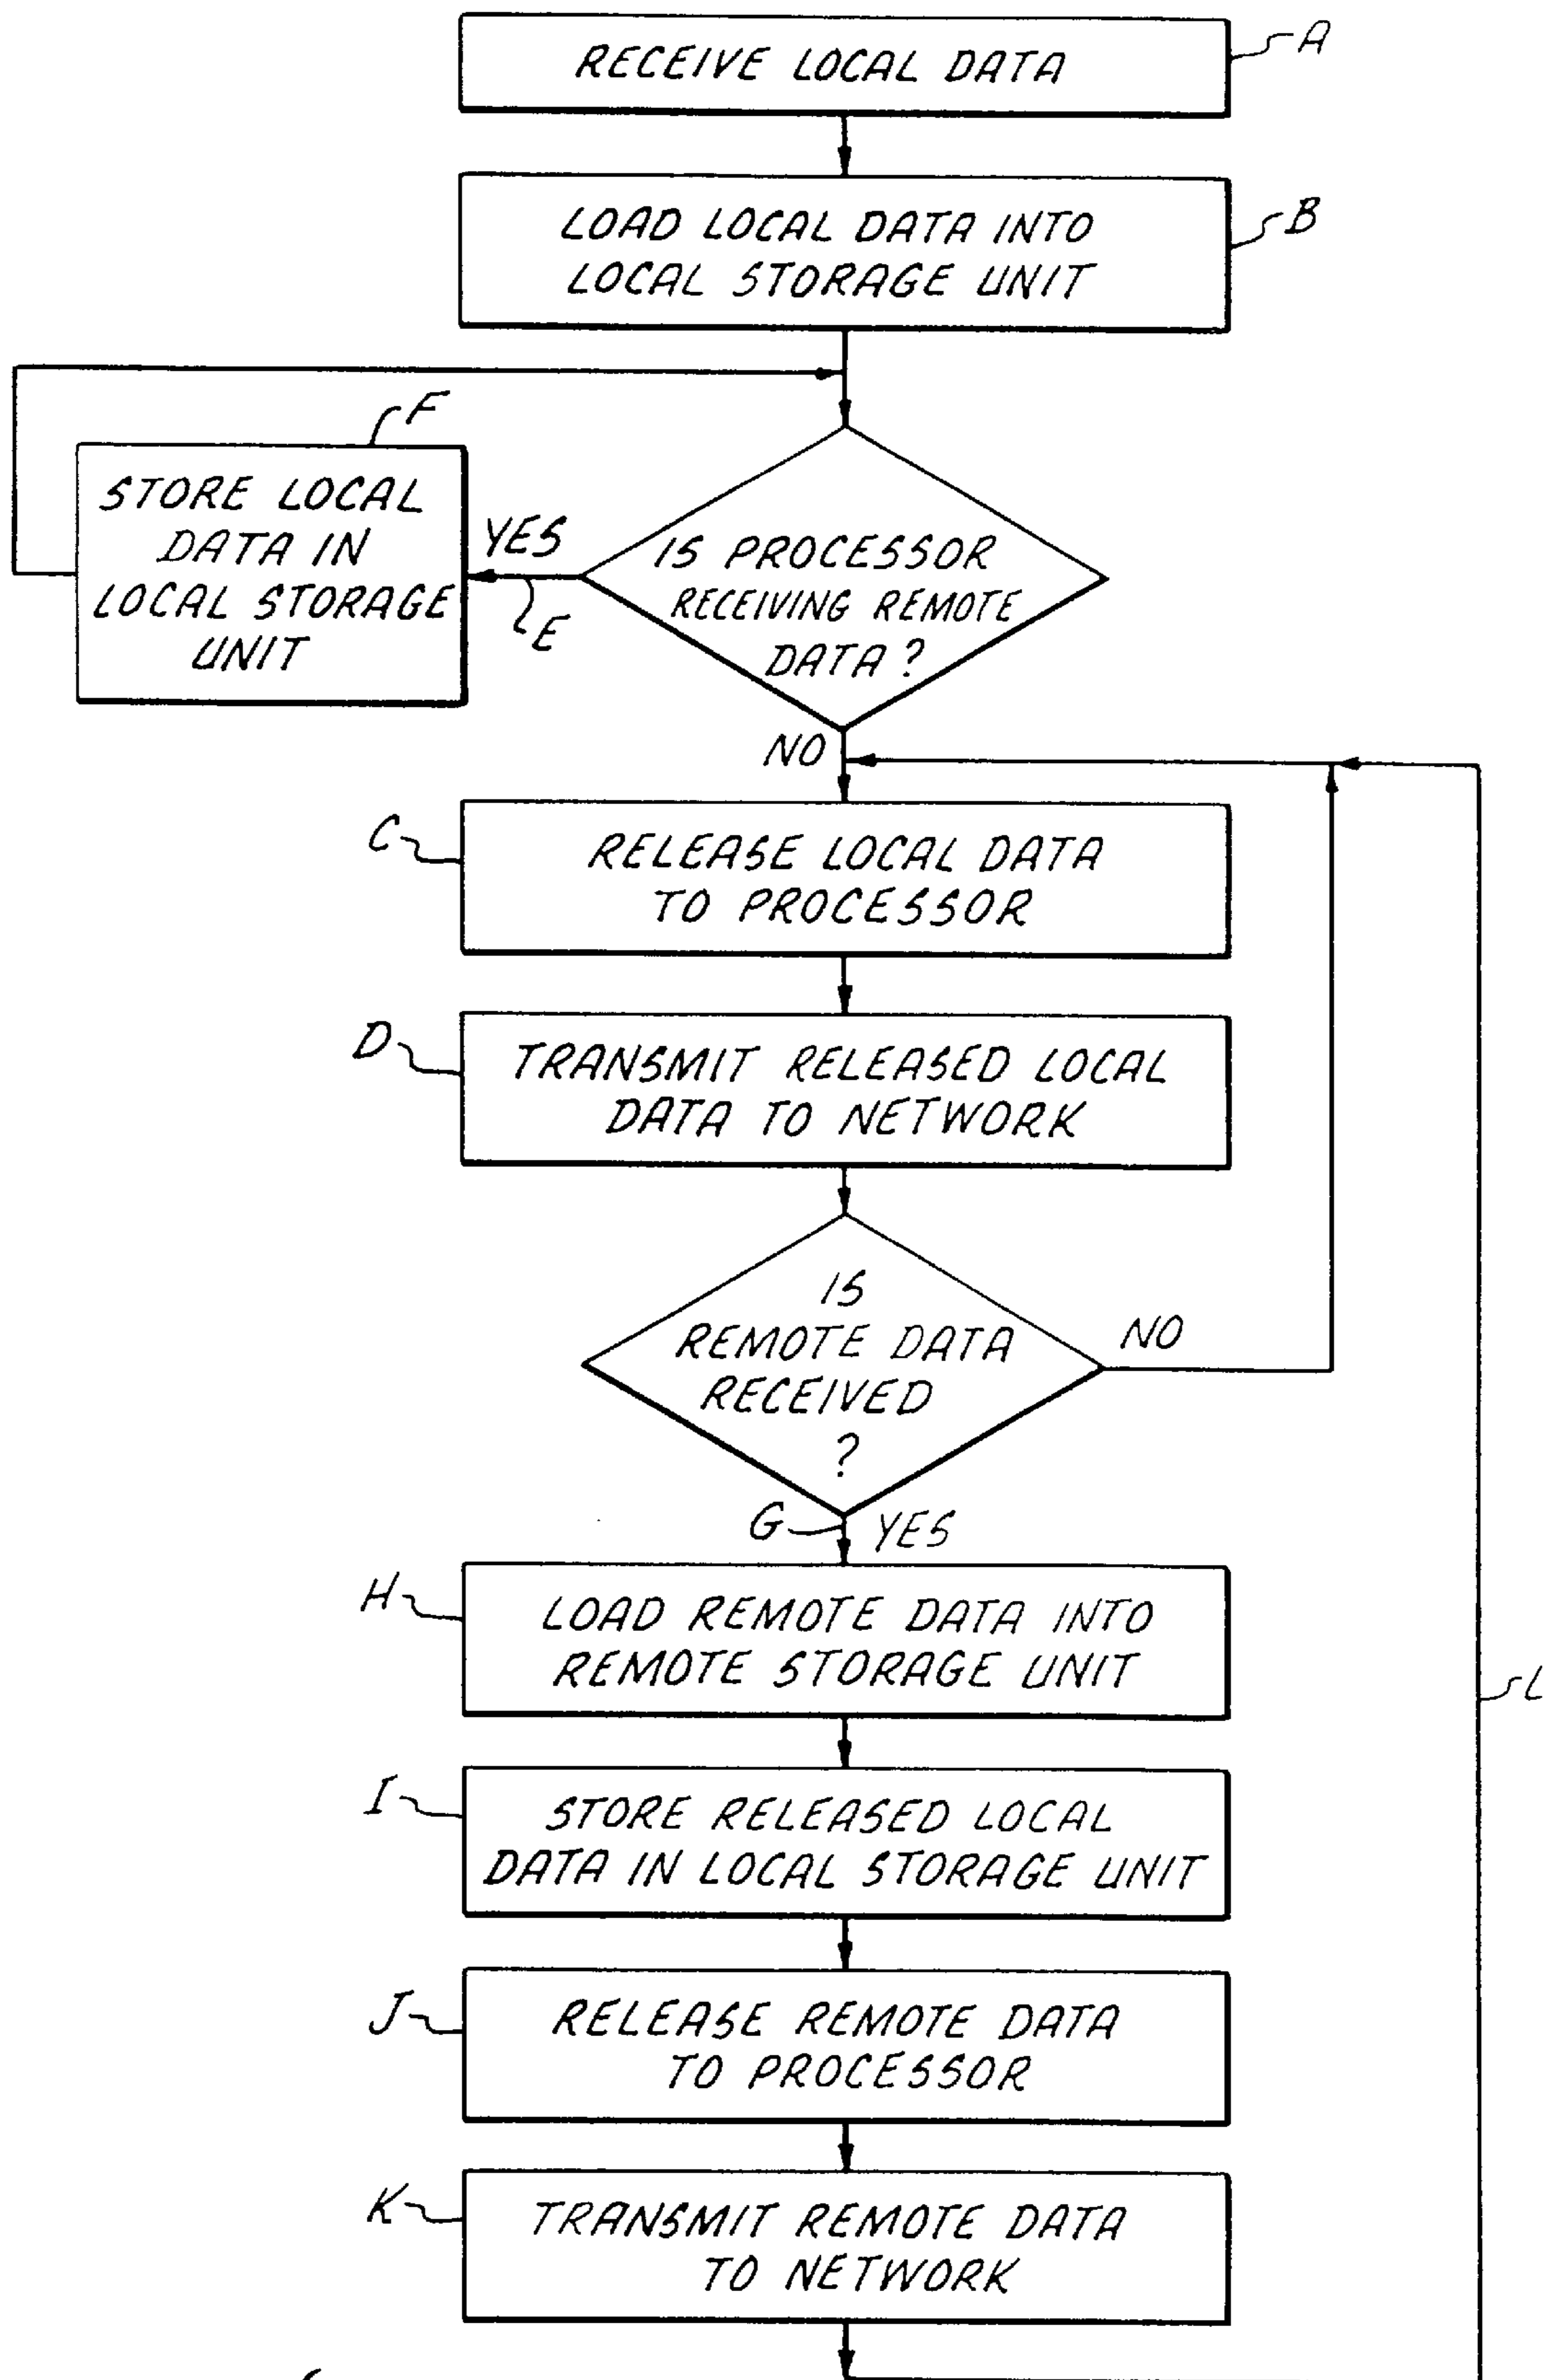 RECEIVE LOCAL DATA
A
LOAD LOCAL DATA INTO
LOCAL STORAGE UNIT
B
F
STORE LOCAL
DATA IN
LOCAL STORAGE
UNIT
YES
E
IS PROCESSOR
RECEIVING REMOTE
DATA?
NO
C
RELEASE LOCAL DATA
TO PROCESSOR
D
TRANSMIT RELEASED LOCAL
DATA TO NETWORK
IS
REMOTE DATA
RECEIVED
?
NO
G
YES
H
LOAD REMOTE DATA INTO
REMOTE STORAGE UNIT
L
I
STORE RELEASED LOCAL
DATA IN LOCAL STORAGE UNIT
J
RELEASE REMOTE DATA
TO PROCESSOR
K
TRANSMIT REMOTE DATA
TO NETWORK